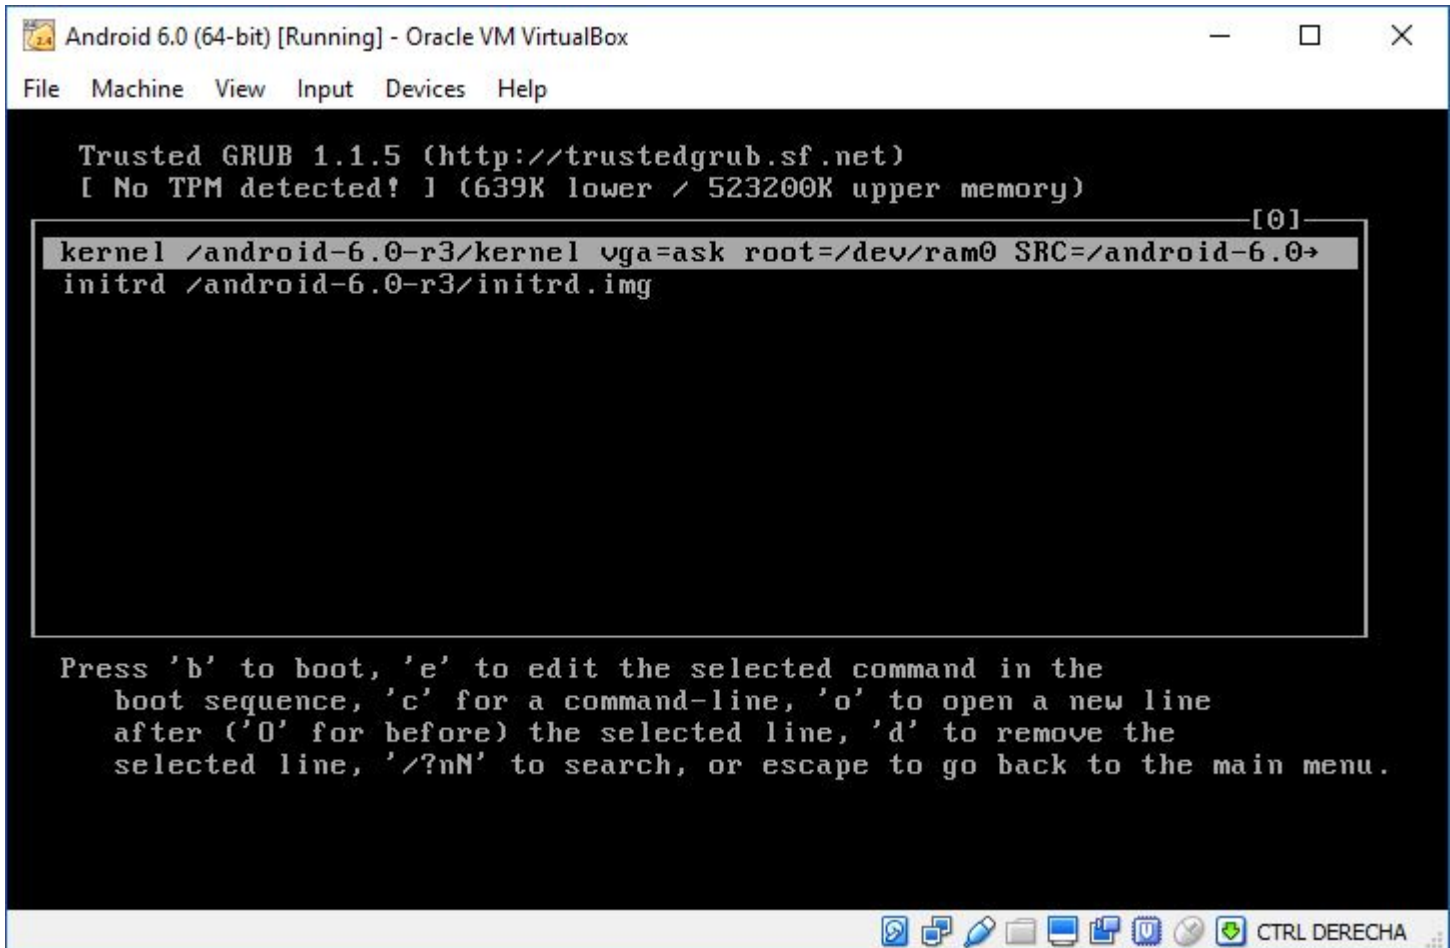 Android 6.0 (64-bit) [Running] - Oracle VM VirtualBox
File Machine View Input Devices Help
Trusted GRUB 1.1.5 (http://trustedgrub.sf.net)
[ No TPM detected! ] (639K lower / 523200K upper memory)
[0]
kernel /android-6.0-r3/kernel vga=ask root=/dev/ram0 SRC=/android-6.0→
initrd /android-6.0-r3/initrd.img
Press 'b' to boot, 'e' to edit the selected command in the
boot sequence, 'c' for a command-line, 'o' to open a new line
after ('O' for before) the selected line, 'd' to remove the
selected line, '/?nN' to search, or escape to go back to the main menu.
CTRL DERECHA